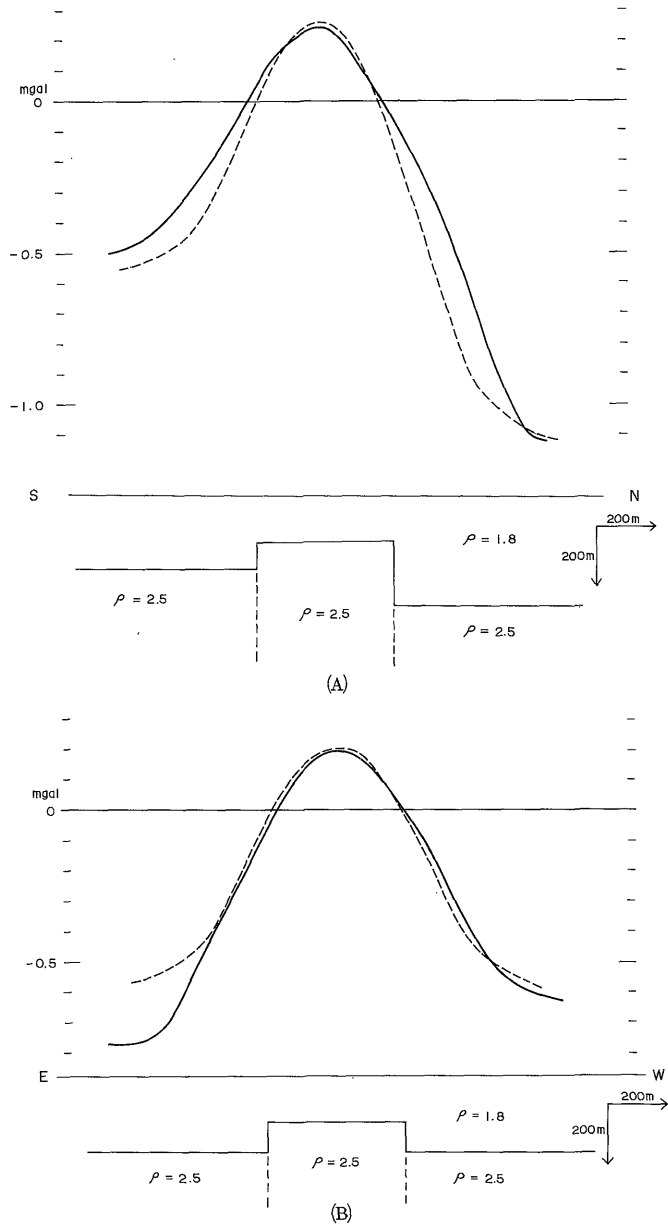 mgal
0
-0.5
-1.0
S N
200m
200m
ρ = 1.8
ρ = 2.5
ρ = 2.5
ρ = 2.5
(A)
mgal
0
-0.5
E W
200m
200m
ρ = 1.8
ρ = 2.5
ρ = 2.5
ρ = 2.5
(B)